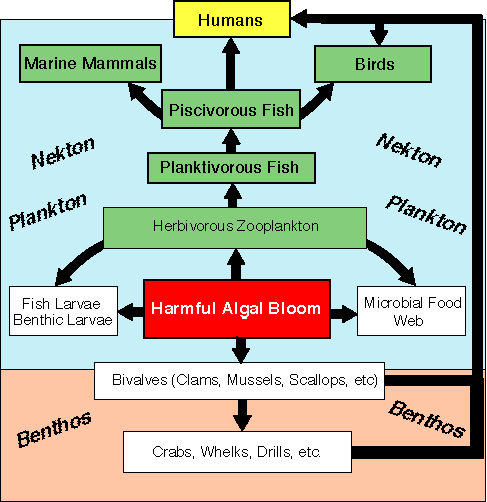 Humans
Marine Mammals
Birds
Piscivorous Fish
Nekton
Nekton
Planktivorous Fish
Plankton
Plankton
Herbivorous Zooplankton
Fish Larvae
Benthic Larvae
Harmful Algal Bloom
Microbial Food
Web
Bivalves (Clams, Mussels, Scallops, etc)
Benthos
Benthos
Crabs, Whelks, Drills, etc.